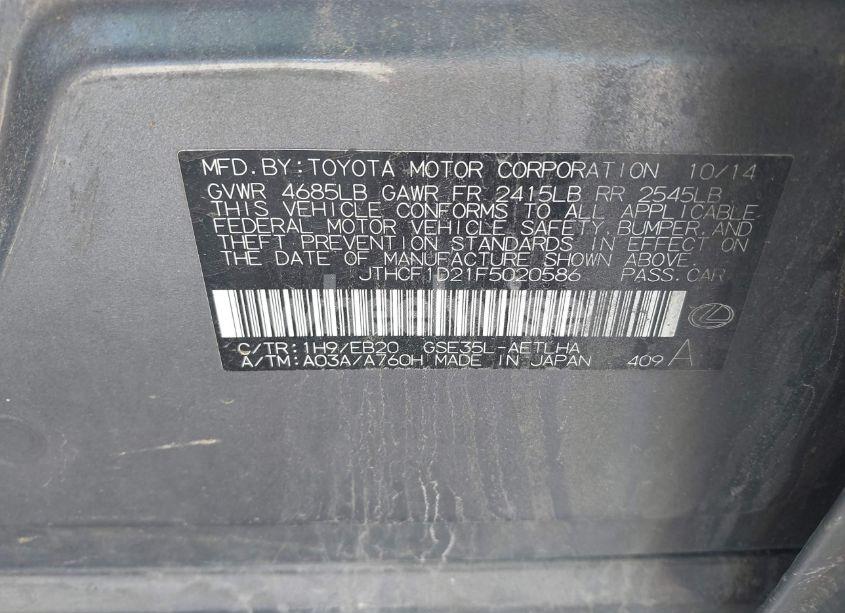 MFD.BY:TOYOTA MOTOR CORPORATION 10/14
GVWR 4685LB GAWR FR 2415LB RR 2545LB
THIS VEHICLE CONFORMS TO ALL APPLICABLE
FEDERAL MOTOR VEHICLE SAFETY,BUMPER,AND
THEFT PREVENTION STANDARDS IN EFFECT ON
THE DATE OF MANUFACTURE SHOWN ABOVE.
JTHCF1D21F5020586 PASS.CAR
C/TR:1H9/EB20 GSE35L-AETLHA
A/TM:A03A/A760H MADE IN JAPAN 409 A